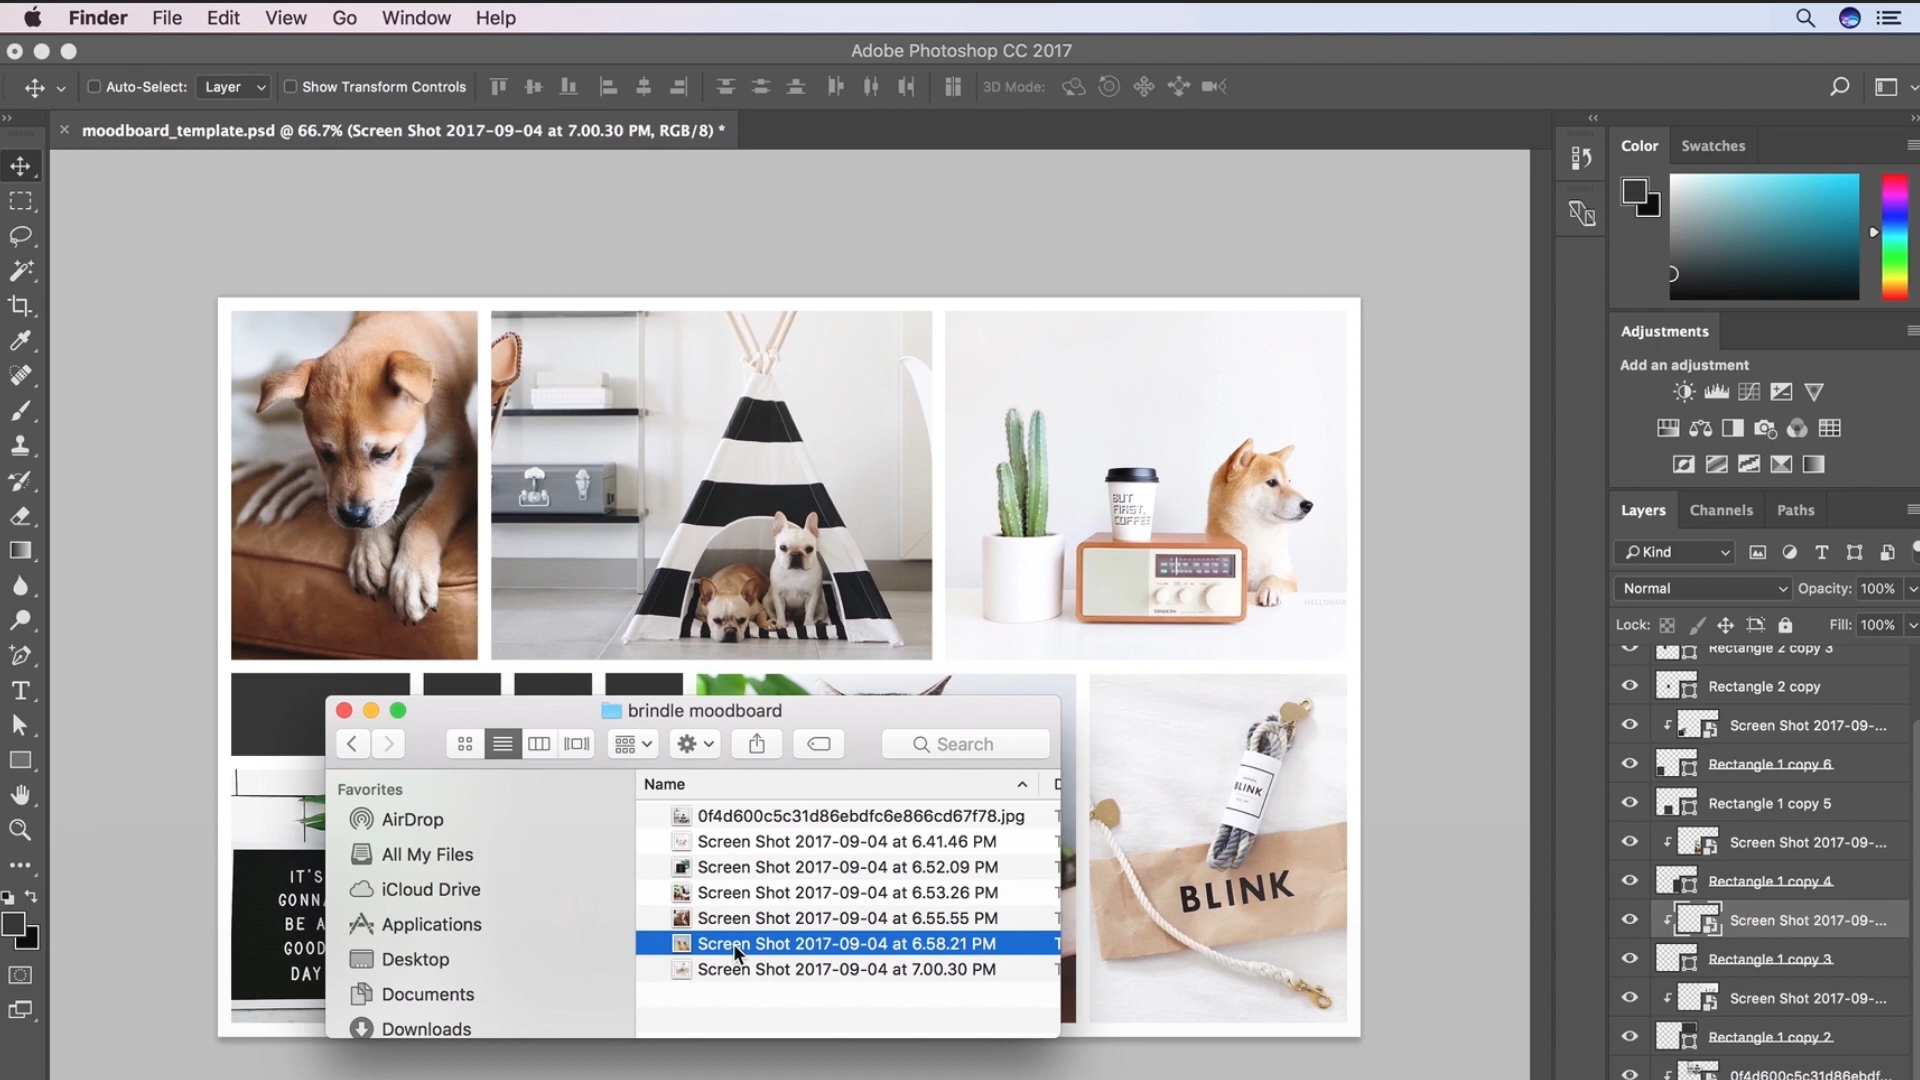 Finder File Edit View Go Window Help
Adobe Photoshop CC 2017
Auto-Select: Layer Show Transform Controls 3D Mode:
moodboard_template.psd @ 66.7% (Screen Shot 2017-09-04 at 7.00.30 PM, RGB/8) *
Color Swatches
Adjustments
Add an adjustment
Layers Channels Paths
Kind
Normal Opacity: 100%
Lock: Fill: 100%
Rectangle 2 copy 3
Rectangle 2 copy
Screen Shot 2017-09-...
Rectangle 1 copy 6
Rectangle 1 copy 5
Screen Shot 2017-09-...
Rectangle 1 copy 4
Screen Shot 2017-09-...
Rectangle 1 copy 3
Screen Shot 2017-09-...
Rectangle 1 copy 2
0f4d600c5c31d86ebdf...
BUT
FIRST,
COFFEE
BLINK
BLINK
IT'S
GONN
BE A
GOOD
DAY
brindle moodboard
Search
Favorites
AirDrop
All My Files
iCloud Drive
Applications
Desktop
Documents
Downloads
Name
0f4d600c5c31d86ebdfc6e866cd67f78.jpg
Screen Shot 2017-09-04 at 6.41.46 PM
Screen Shot 2017-09-04 at 6.52.09 PM
Screen Shot 2017-09-04 at 6.53.26 PM
Screen Shot 2017-09-04 at 6.55.55 PM
Screen Shot 2017-09-04 at 6.58.21 PM
Screen Shot 2017-09-04 at 7.00.30 PM